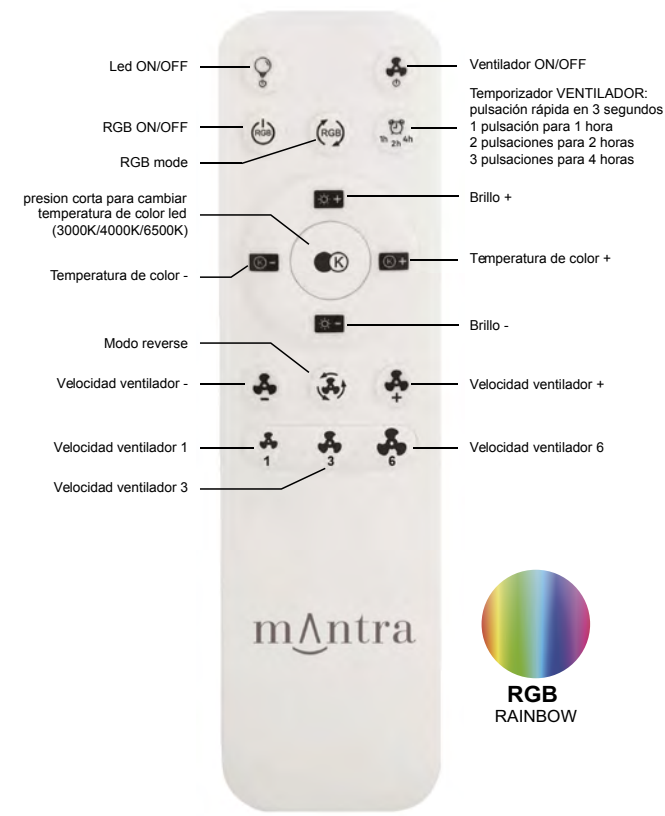 Led ON/OFF
Ventilador ON/OFF
Temporizador VENTILADOR:
pulsación rápida en 3 segundos
1 pulsación para 1 hora
2 pulsaciones para 2 horas
3 pulsaciones para 4 horas
RGB ON/OFF
RGB
RGB
1h 2h 4h
RGB mode
presion corta para cambiar
temperatura de color led
(3000K/4000K/6500K)
Brillo +
+
K -
K
K +
Temperatura de color -
Temperatura de color +
-
Brillo -
Modo reverse
Velocidad ventilador -
-
+
Velocidad ventilador +
Velocidad ventilador 1
1
3
6
Velocidad ventilador 6
Velocidad ventilador 3
mantra
RGB
RAINBOW